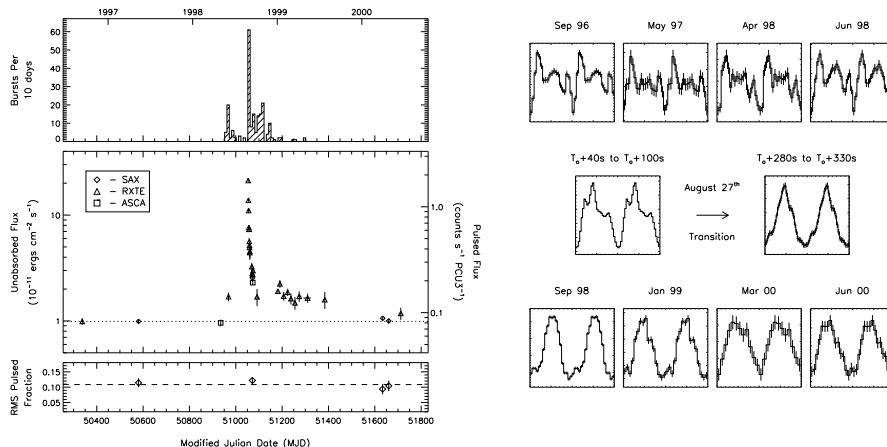 1997 1998 1999 2000
Bursts Per
10 days
60
50
40
30
20
10
0
◇ – SAX
△ – RXTE
□ – ASCA
Unabsorbed Flux
(10⁻¹¹ ergs cm⁻² s⁻¹)
10
1
1.0
0.1
Pulsed Flux
(counts s⁻¹ PCU3⁻¹)
RMS Pulsed
Fraction
0.15
0.10
0.05
50400 50600 50800 51000 51200 51400 51600 51800
Modified Julian Date (MJD)
Sep 96 May 97 Apr 98 Jun 98
T₀+40s to T₀+100s
August 27ᵗʰ
Transition
T₀+280s to T₀+330s
Sep 98 Jan 99 Mar 00 Jun 00